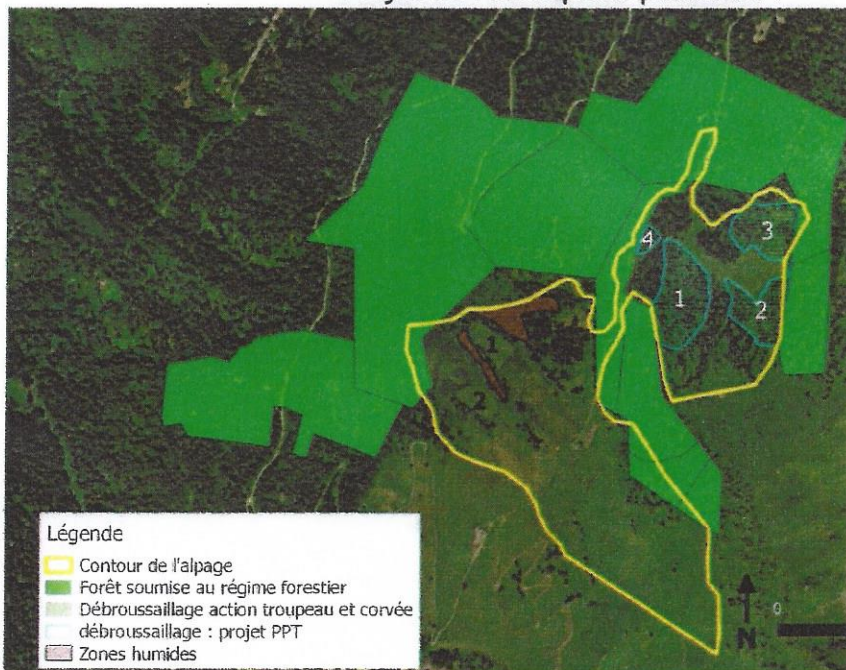 4
3
1
2
1
2
Légende
Contour de l'alpage
Forêt soumise au régime forestier
Débroussaillage action troupeau et corvée
débroussaillage : projet PPT
Zones humides
N
0